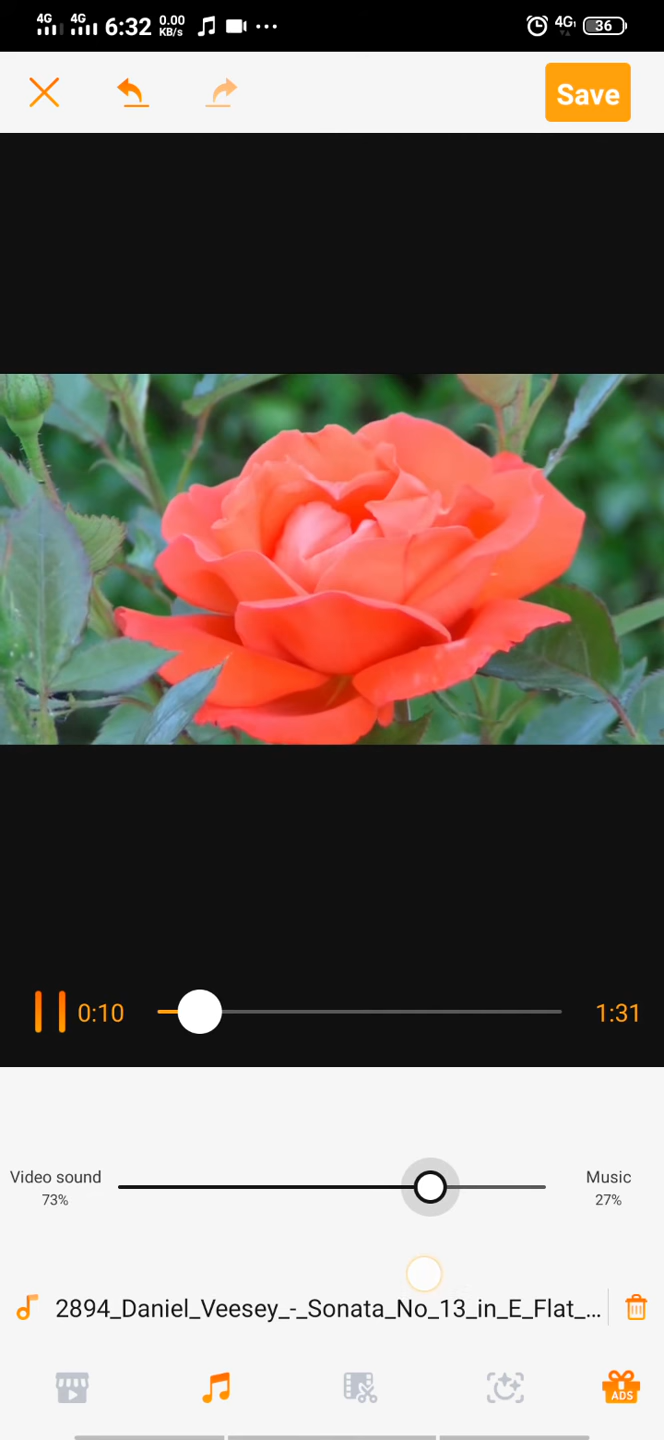 4G 4G 6:32 0.00 KB/s 4G 36
Save
0:10 1:31
Video sound Music
73% 27%
2894_Daniel_Veesey_-_Sonata_No_13_in_E_Flat_...
ADS